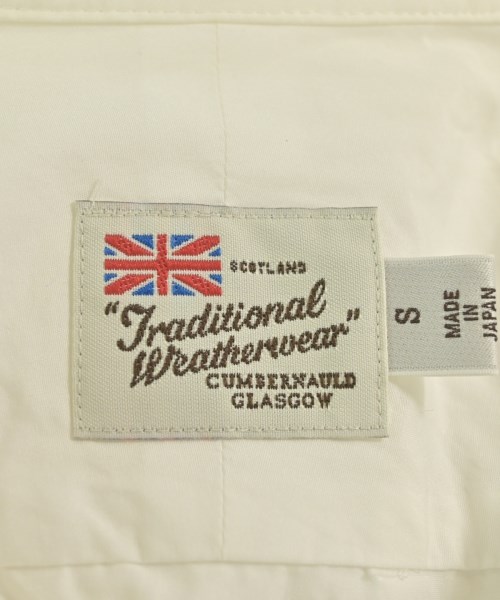 SCOTLAND
"Traditional
Weatherwear"
CUMBERNAULD
GLASGOW
S
MADE
IN
JAPAN